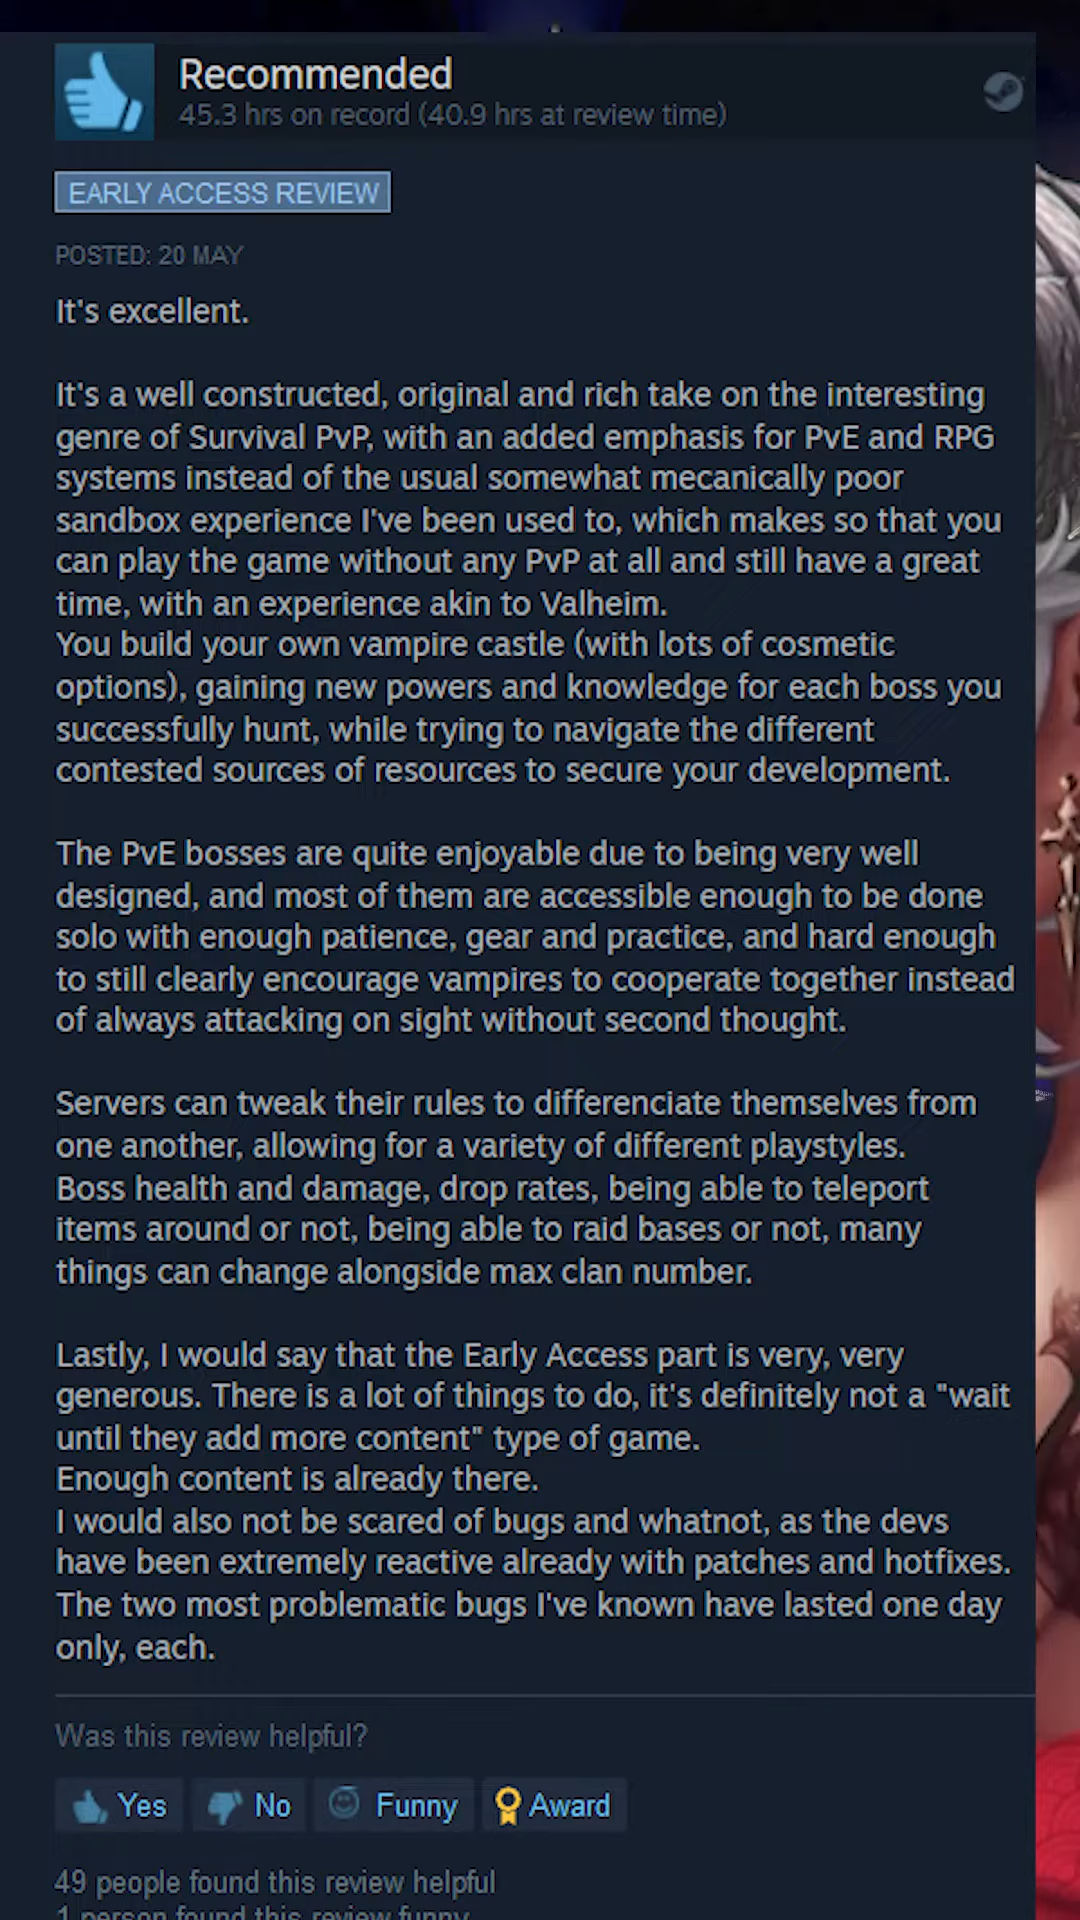 Recommended
45.3 hrs on record (40.9 hrs at review time)
EARLY ACCESS REVIEW
POSTED: 20 MAY
It's excellent.
It's a well constructed, original and rich take on the interesting
genre of Survival PvP, with an added emphasis for PvE and RPG
systems instead of the usual somewhat mecanically poor
sandbox experience I've been used to, which makes so that you
can play the game without any PvP at all and still have a great
time, with an experience akin to Valheim.
You build your own vampire castle (with lots of cosmetic
options), gaining new powers and knowledge for each boss you
successfully hunt, while trying to navigate the different
contested sources of resources to secure your development.
The PvE bosses are quite enjoyable due to being very well
designed, and most of them are accessible enough to be done
solo with enough patience, gear and practice, and hard enough
to still clearly encourage vampires to cooperate together instead
of always attacking on sight without second thought.
Servers can tweak their rules to differenciate themselves from
one another, allowing for a variety of different playstyles.
Boss health and damage, drop rates, being able to teleport
items around or not, being able to raid bases or not, many
things can change alongside max clan number.
Lastly, I would say that the Early Access part is very, very
generous. There is a lot of things to do, it's definitely not a "wait
until they add more content" type of game.
Enough content is already there.
I would also not be scared of bugs and whatnot, as the devs
have been extremely reactive already with patches and hotfixes.
The two most problematic bugs I've known have lasted one day
only, each.
Was this review helpful?
Yes No Funny Award
49 people found this review helpful
1 person found this review funny